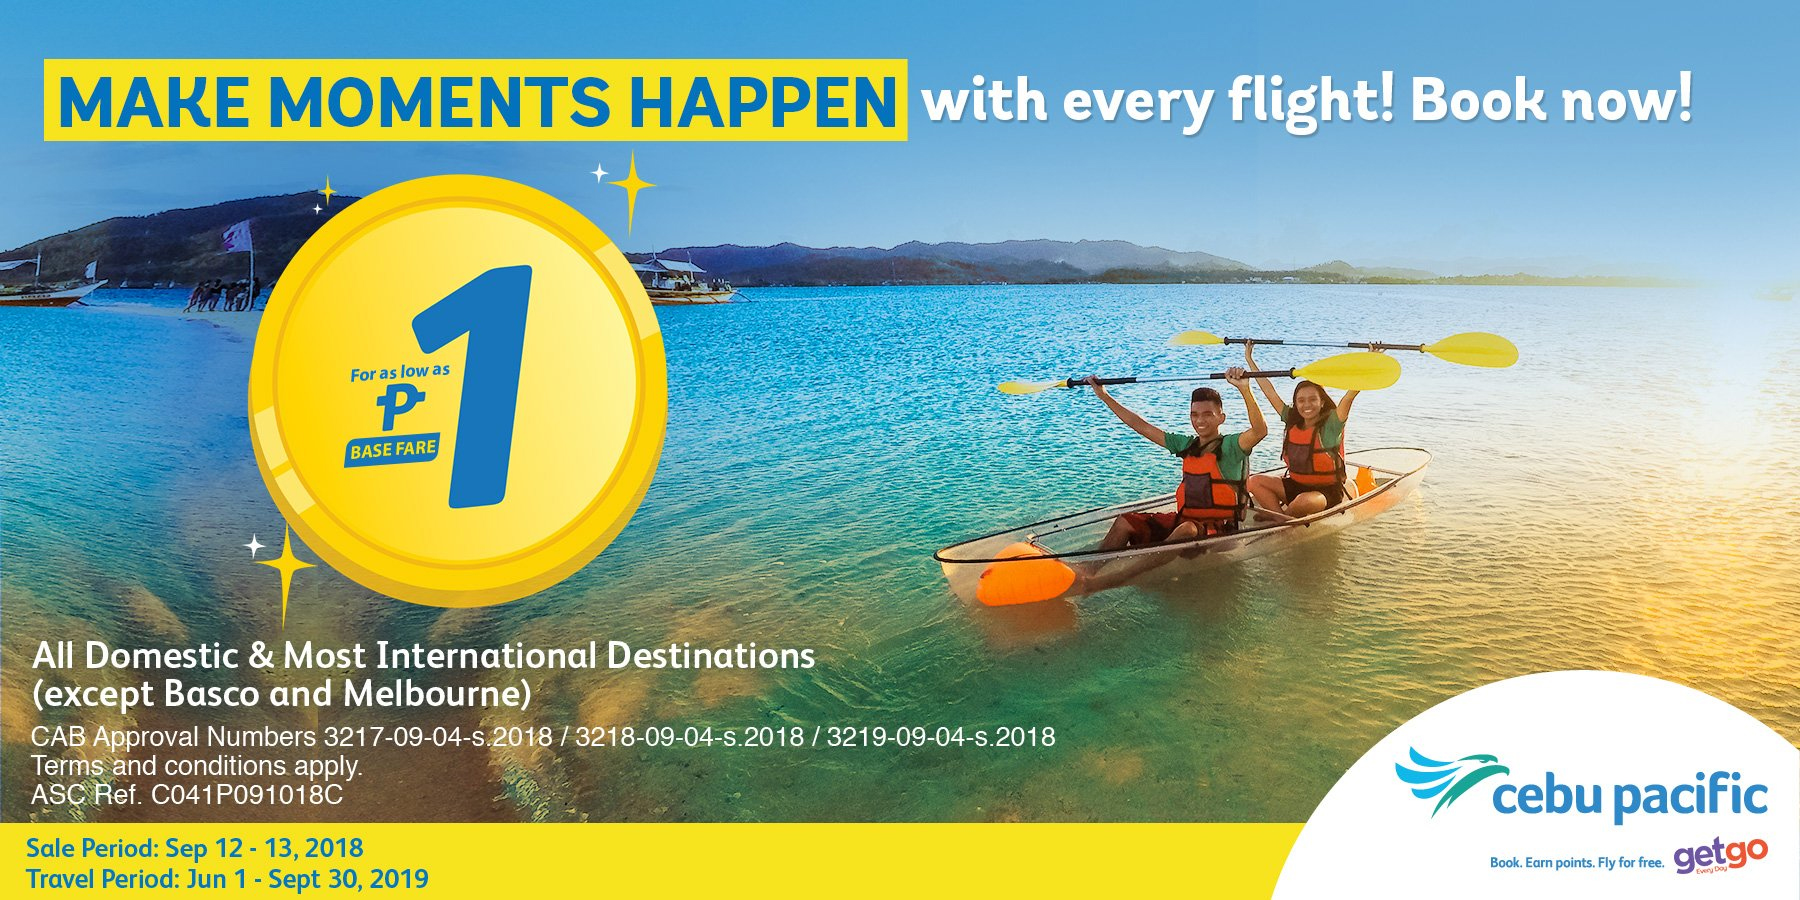 MAKE MOMENTS HAPPEN with every flight! Book now!
For as low as
₱1
BASE FARE
All Domestic & Most International Destinations
(except Basco and Melbourne)
CAB Approval Numbers 3217-09-04-s.2018 / 3218-09-04-s.2018 / 3219-09-04-s.2018
Terms and conditions apply.
ASC Ref. C041P091018C
Sale Period: Sep 12 - 13, 2018
Travel Period: Jun 1 - Sept 30, 2019
cebu pacific
Book. Earn points. Fly for free. getgo
Every Day